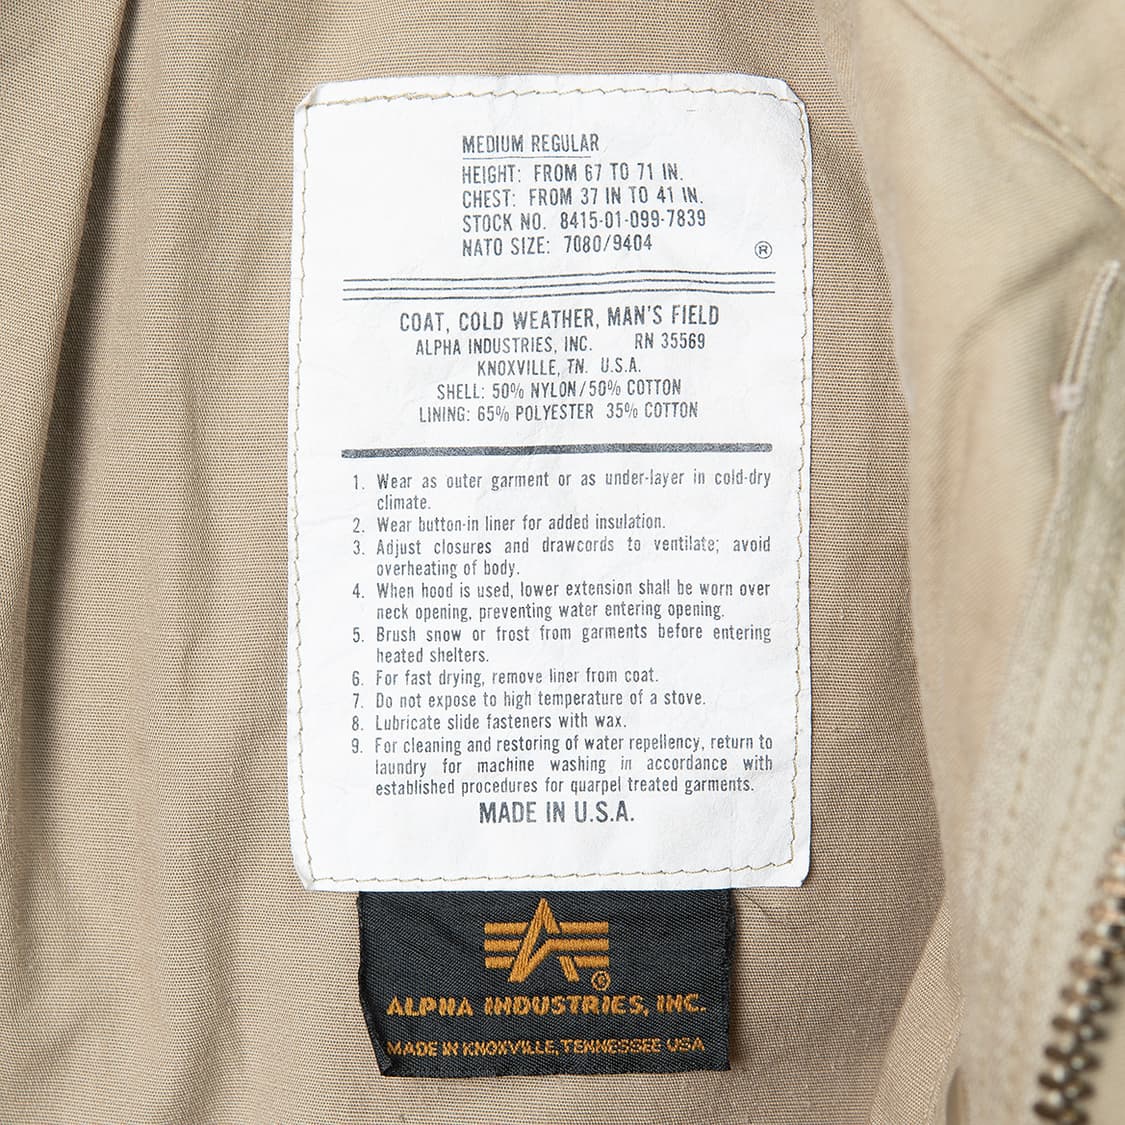 MEDIUM REGULAR
HEIGHT: FROM 67 TO 71 IN.
CHEST: FROM 37 IN TO 41 IN.
STOCK NO. 8415-01-099-7839
NATO SIZE: 7080/9404
®
COAT, COLD WEATHER, MAN'S FIELD
ALPHA INDUSTRIES, INC. RN 35569
KNOXVILLE, TN. U.S.A.
SHELL: 50% NYLON/50% COTTON
LINING: 65% POLYESTER 35% COTTON
1. Wear as outer garment or as under-layer in cold-dry
climate.
2. Wear button-in liner for added insulation.
3. Adjust closures and drawcords to ventilate; avoid
overheating of body.
4. When hood is used, lower extension shall be worn over
neck opening, preventing water entering opening.
5. Brush snow or frost from garments before entering
heated shelters.
6. For fast drying, remove liner from coat.
7. Do not expose to high temperature of a stove.
8. Lubricate slide fasteners with wax.
9. For cleaning and restoring of water repellency, return to
laundry for machine washing in accordance with
established procedures for quarpel treated garments.
MADE IN U.S.A.
®
ALPHA INDUSTRIES, INC.
MADE IN KNOXVILLE, TENNESSEE USA